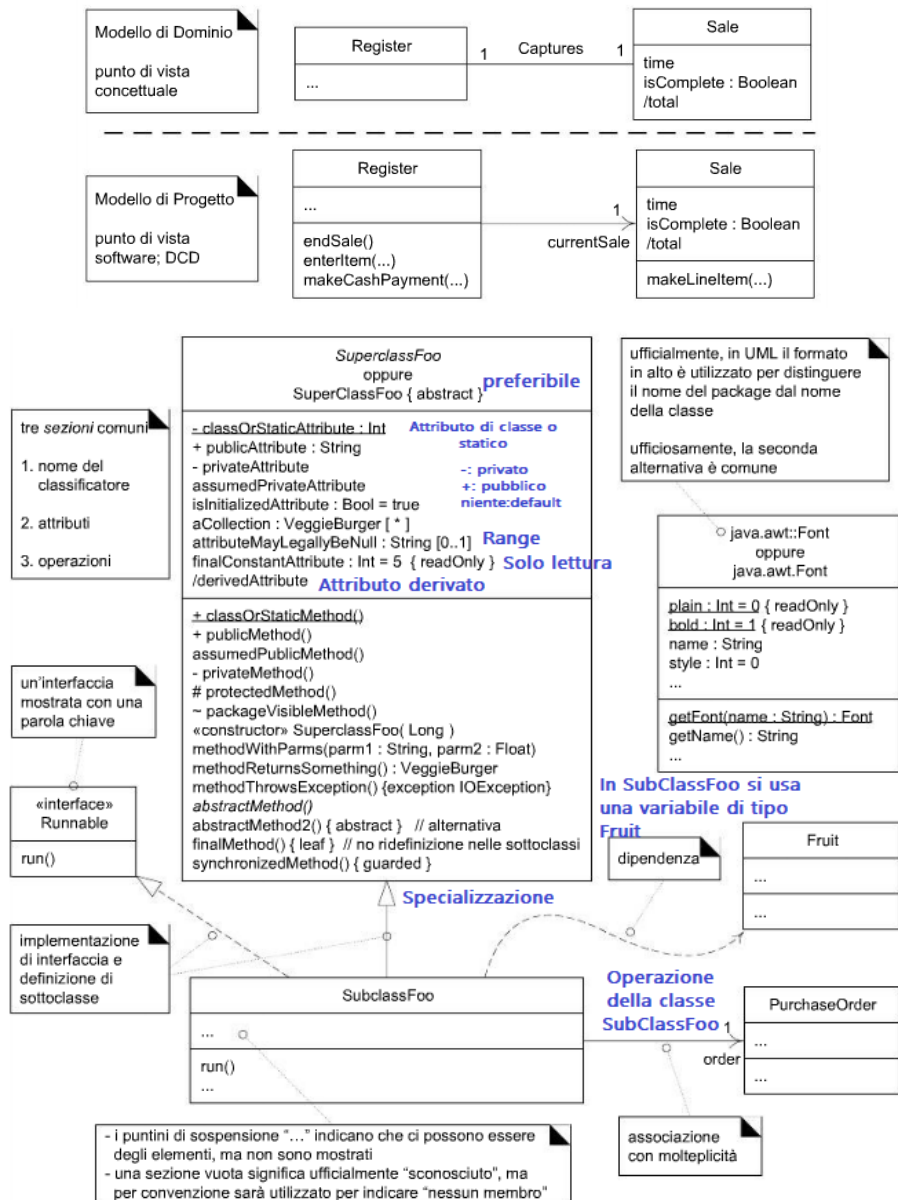 Modello di Dominio
punto di vista
concettuale
Register
...
1
Captures
1
Sale
time
isComplete : Boolean
/total
Modello di Progetto
punto di vista
software; DCD
Register
...
endSale()
enterItem(...)
makeCashPayment(...)
1
currentSale
Sale
time
isComplete : Boolean
/total
makeLineItem(...)
tre sezioni comuni
1. nome del
classificatore
2. attributi
3. operazioni
SuperclassFoo
oppure
SuperClassFoo { abstract }
preferibile
- classOrStaticAttribute : Int
+ publicAttribute : String
- privateAttribute
assumedPrivateAttribute
isInitializedAttribute : Bool = true
aCollection : VeggieBurger [ * ]
attributeMayLegallyBeNull : String [0..1]
finalConstantAttribute : Int = 5 { readOnly }
/derivedAttribute
Attributo di classe o
statico
-: privato
+: pubblico
niente:default
Range
Solo lettura
Attributo derivato
+ classOrStaticMethod()
+ publicMethod()
assumedPublicMethod()
- privateMethod()
# protectedMethod()
~ packageVisibleMethod()
«constructor» SuperclassFoo( Long )
methodWithParms(parm1 : String, parm2 : Float)
methodReturnsSomething() : VeggieBurger
methodThrowsException() {exception IOException}
abstractMethod()
abstractMethod2() { abstract } // alternativa
finalMethod() { leaf } // no ridefinizione nelle sottoclassi
synchronizedMethod() { guarded }
ufficialmente, in UML il formato
in alto è utilizzato per distinguere
il nome del package dal nome
della classe
ufficiosamente, la seconda
alternativa è comune
java.awt::Font
oppure
java.awt.Font
plain : Int = 0 { readOnly }
bold : Int = 1 { readOnly }
name : String
style : Int = 0
...
getFont(name : String) : Font
getName() : String
...
un'interfaccia
mostrata con una
parola chiave
«interface»
Runnable
run()
In SubClassFoo si usa
una variabile di tipo
Fruit
dipendenza
Fruit
...
...
Specializzazione
implementazione
di interfaccia e
definizione di
sottoclasse
SubclassFoo
...
run()
...
Operazione
della classe
SubClassFoo
1
order
PurchaseOrder
...
...
associazione
con molteplicità
- i puntini di sospensione "..." indicano che ci possono essere
degli elementi, ma non sono mostrati
- una sezione vuota significa ufficialmente "sconosciuto", ma
per convenzione sarà utilizzato per indicare "nessun membro"